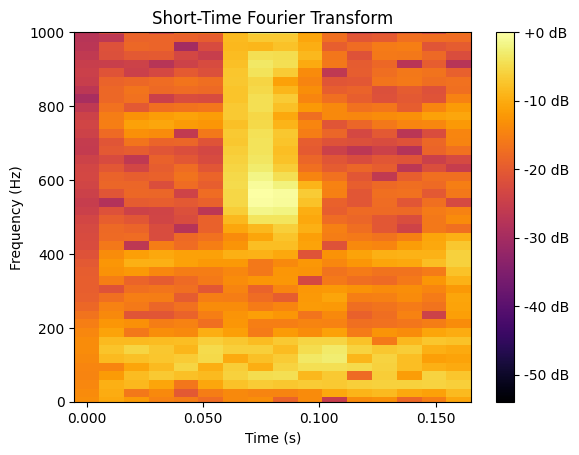 Short-Time Fourier Transform
1000
800
600
400
200
0
Frequency (Hz)
0.000
0.050
0.100
0.150
Time (s)
+0 dB
-10 dB
-20 dB
-30 dB
-40 dB
-50 dB